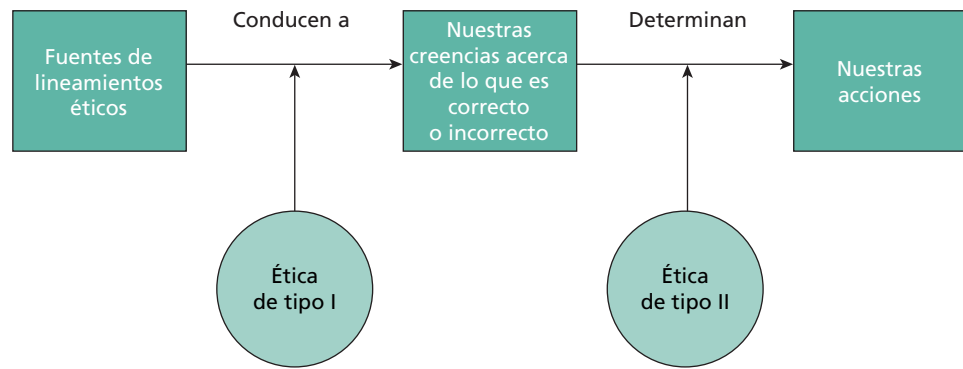 Conducen a
Determinan
Fuentes de
lineamientos
éticos
Nuestras
creencias acerca
de lo que es
correcto
o incorrecto
Nuestras
acciones
Ética
de tipo I
Ética
de tipo II